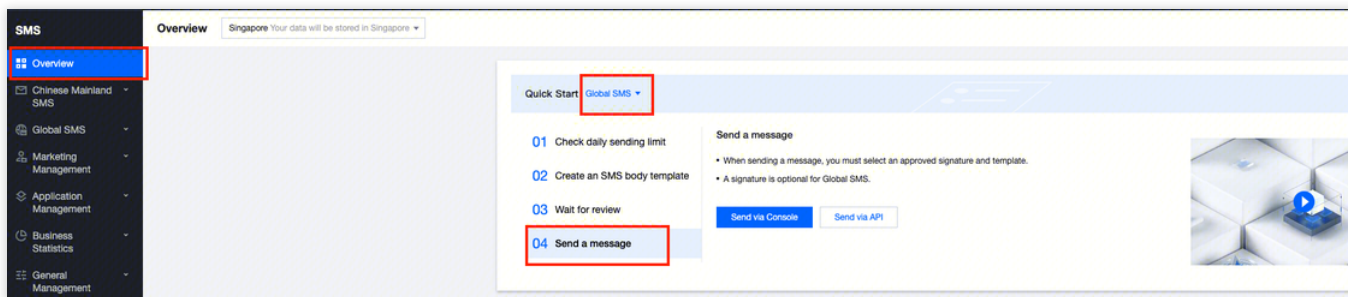 SMS
Overview
Chinese Mainland
SMS
Global SMS
Marketing
Management
Application
Management
Business
Statistics
General
Management
Overview
Singapore Your data will be stored in Singapore
Quick Start Global SMS
01 Check daily sending limit
02 Create an SMS body template
03 Wait for review
04 Send a message
Send a message
• When sending a message, you must select an approved signature and template.
• A signature is optional for Global SMS.
Send via Console
Send via API